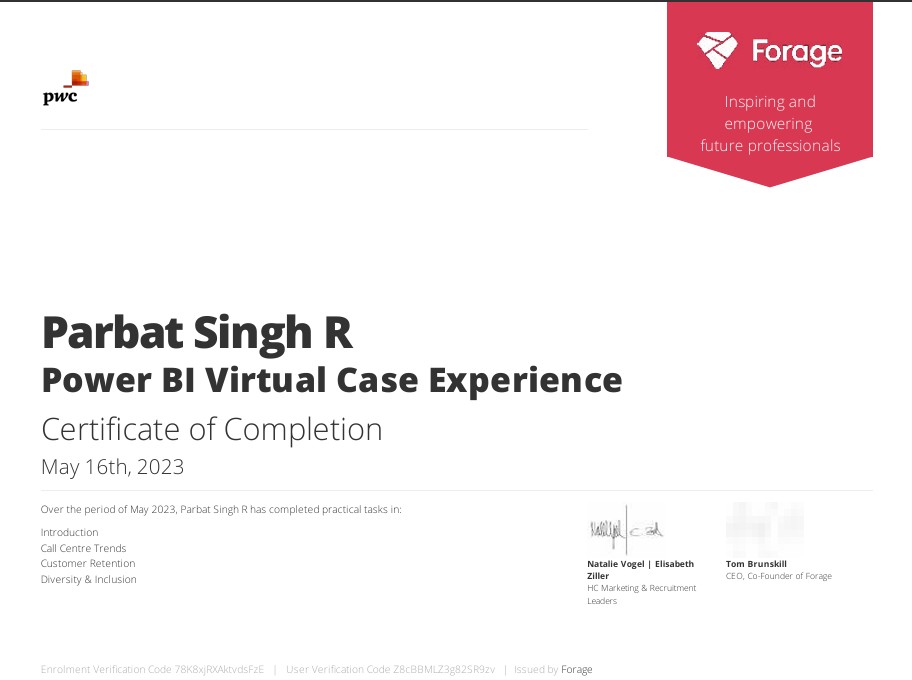 pwc
Forage
Inspiring and
empowering
future professionals
Parbat Singh R
Power BI Virtual Case Experience
Certificate of Completion
May 16th, 2023
Over the period of May 2023, Parbat Singh R has completed practical tasks in:
Introduction
Call Centre Trends
Customer Retention
Diversity & Inclusion
Natalie Vogel | Elisabeth
Ziller
HC Marketing & Recruitment
Leaders
Tom Brunskill
CEO, Co-Founder of Forage
Enrolment Verification Code 78K8xjRXAktvdsFzE | User Verification Code Z8cBBMLZ3g82SR9zv | Issued by Forage